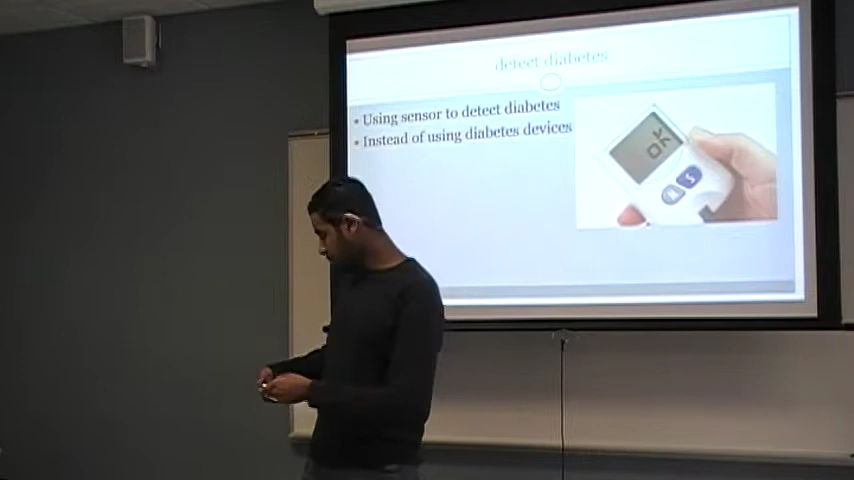 detect diabetes
• Using sensor to detect diabetes
• Instead of using diabetes devices
OK